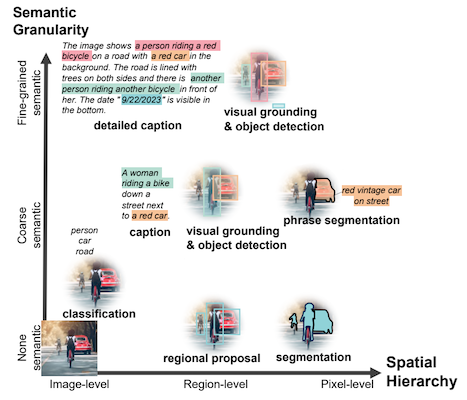 Semantic
Granularity
Fine-grained
semantic
The image shows a person riding a red
bicycle on a road with a red car in the
background. The road is lined with
trees on both sides and there is another
person riding another bicycle in front of
her. The date "9/22/2023" is visible in
the bottom.
detailed caption
visual grounding
& object detection
Coarse
semantic
A woman
riding a bike
down a
street next
to a red car.
caption
visual grounding
& object detection
red vintage car
on street
phrase segmentation
person
car
road
classification
None
semantic
regional proposal
segmentation
Image-level
Region-level
Pixel-level
Spatial
Hierarchy